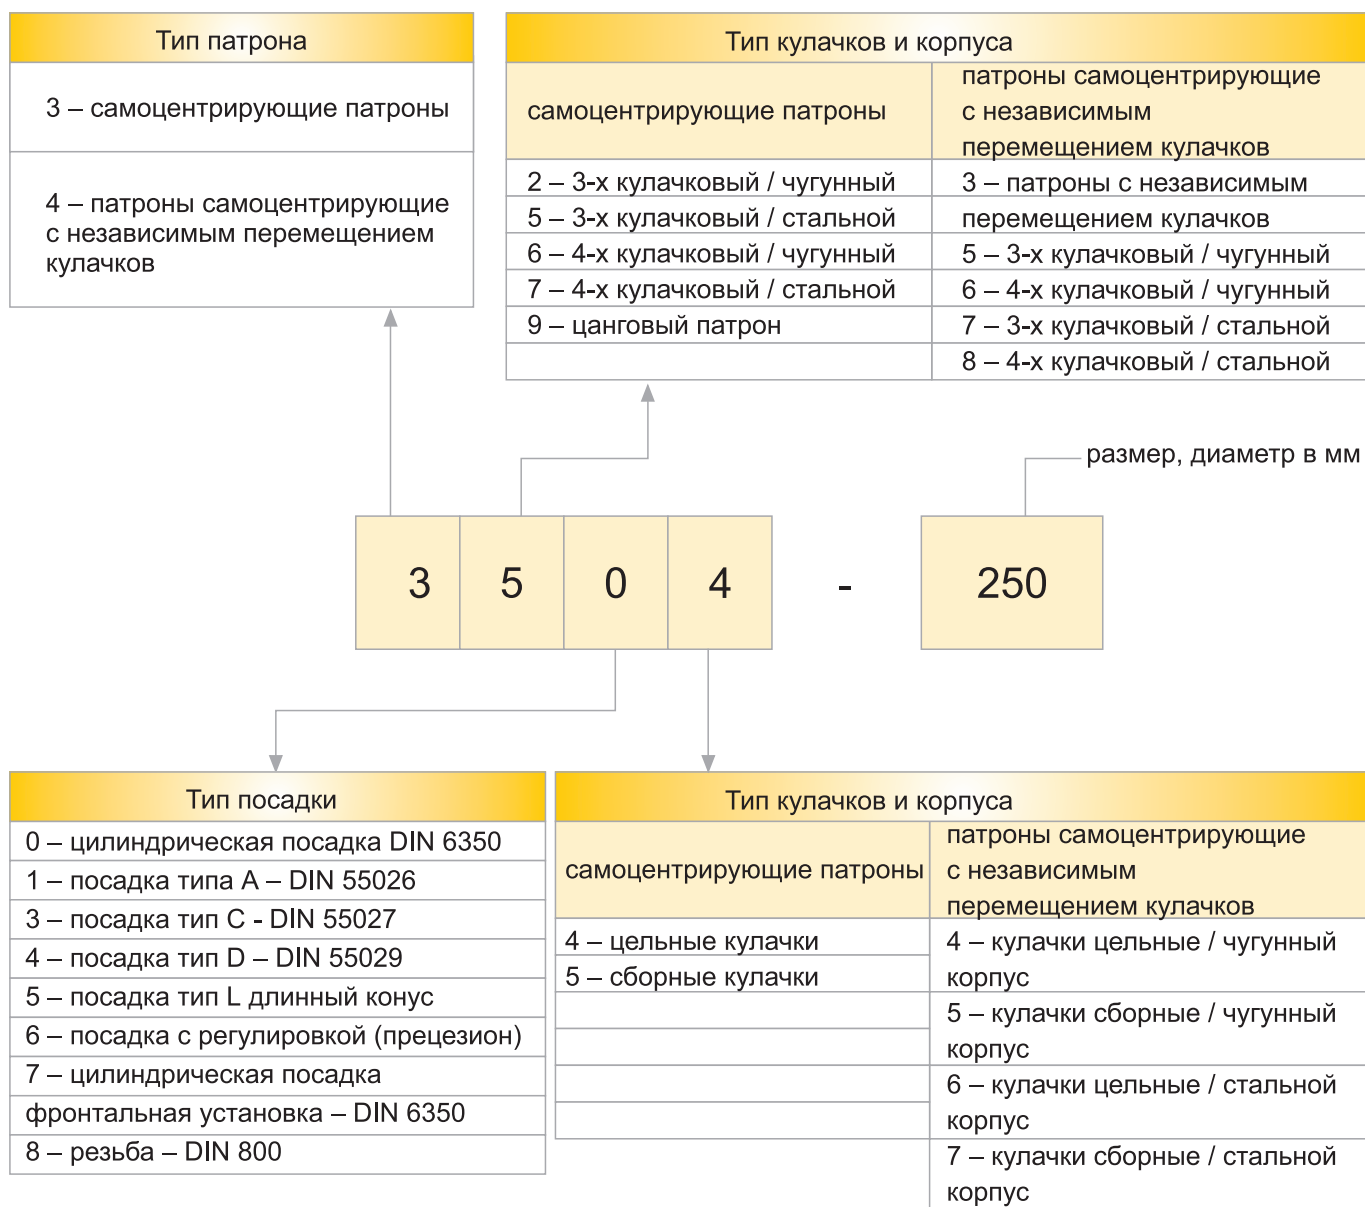 Тип патрона
3 – самоцентрирующие патроны
4 – патроны самоцентрирующие
с независимым перемещением
кулачков
Тип кулачков и корпуса
самоцентрирующие патроны
патроны самоцентрирующие
с независимым
перемещением кулачков
2 – 3-х кулачковый / чугунный
5 – 3-х кулачковый / стальной
6 – 4-х кулачковый / чугунный
7 – 4-х кулачковый / стальной
9 – цанговый патрон
3 – патроны с независимым
перемещением кулачков
5 – 3-х кулачковый / чугунный
6 – 4-х кулачковый / чугунный
7 – 3-х кулачковый / стальной
8 – 4-х кулачковый / стальной
размер, диаметр в мм
3 5 0 4 - 250
Тип посадки
0 – цилиндрическая посадка DIN 6350
1 – посадка типа А – DIN 55026
3 – посадка тип С - DIN 55027
4 – посадка тип D – DIN 55029
5 – посадка тип L длинный конус
6 – посадка с регулировкой (прецезион)
7 – цилиндрическая посадка
фронтальная установка – DIN 6350
8 – резьба – DIN 800
Тип кулачков и корпуса
самоцентрирующие патроны
патроны самоцентрирующие
с независимым
перемещением кулачков
4 – цельные кулачки
5 – сборные кулачки
4 – кулачки цельные / чугунный
корпус
5 – кулачки сборные / чугунный
корпус
6 – кулачки цельные / стальной
корпус
7 – кулачки сборные / стальной
корпус